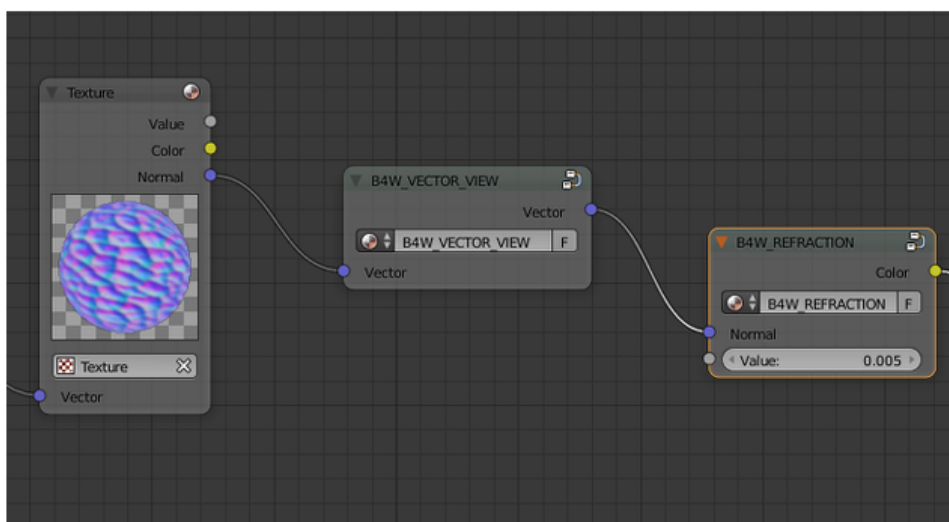 Texture
Value
Color
Normal
Texture
Vector
B4W_VECTOR_VIEW
Vector
B4W_VECTOR_VIEW F
Vector
B4W_REFRACTION
Color
B4W_REFRACTION F
Normal
Value: 0.005